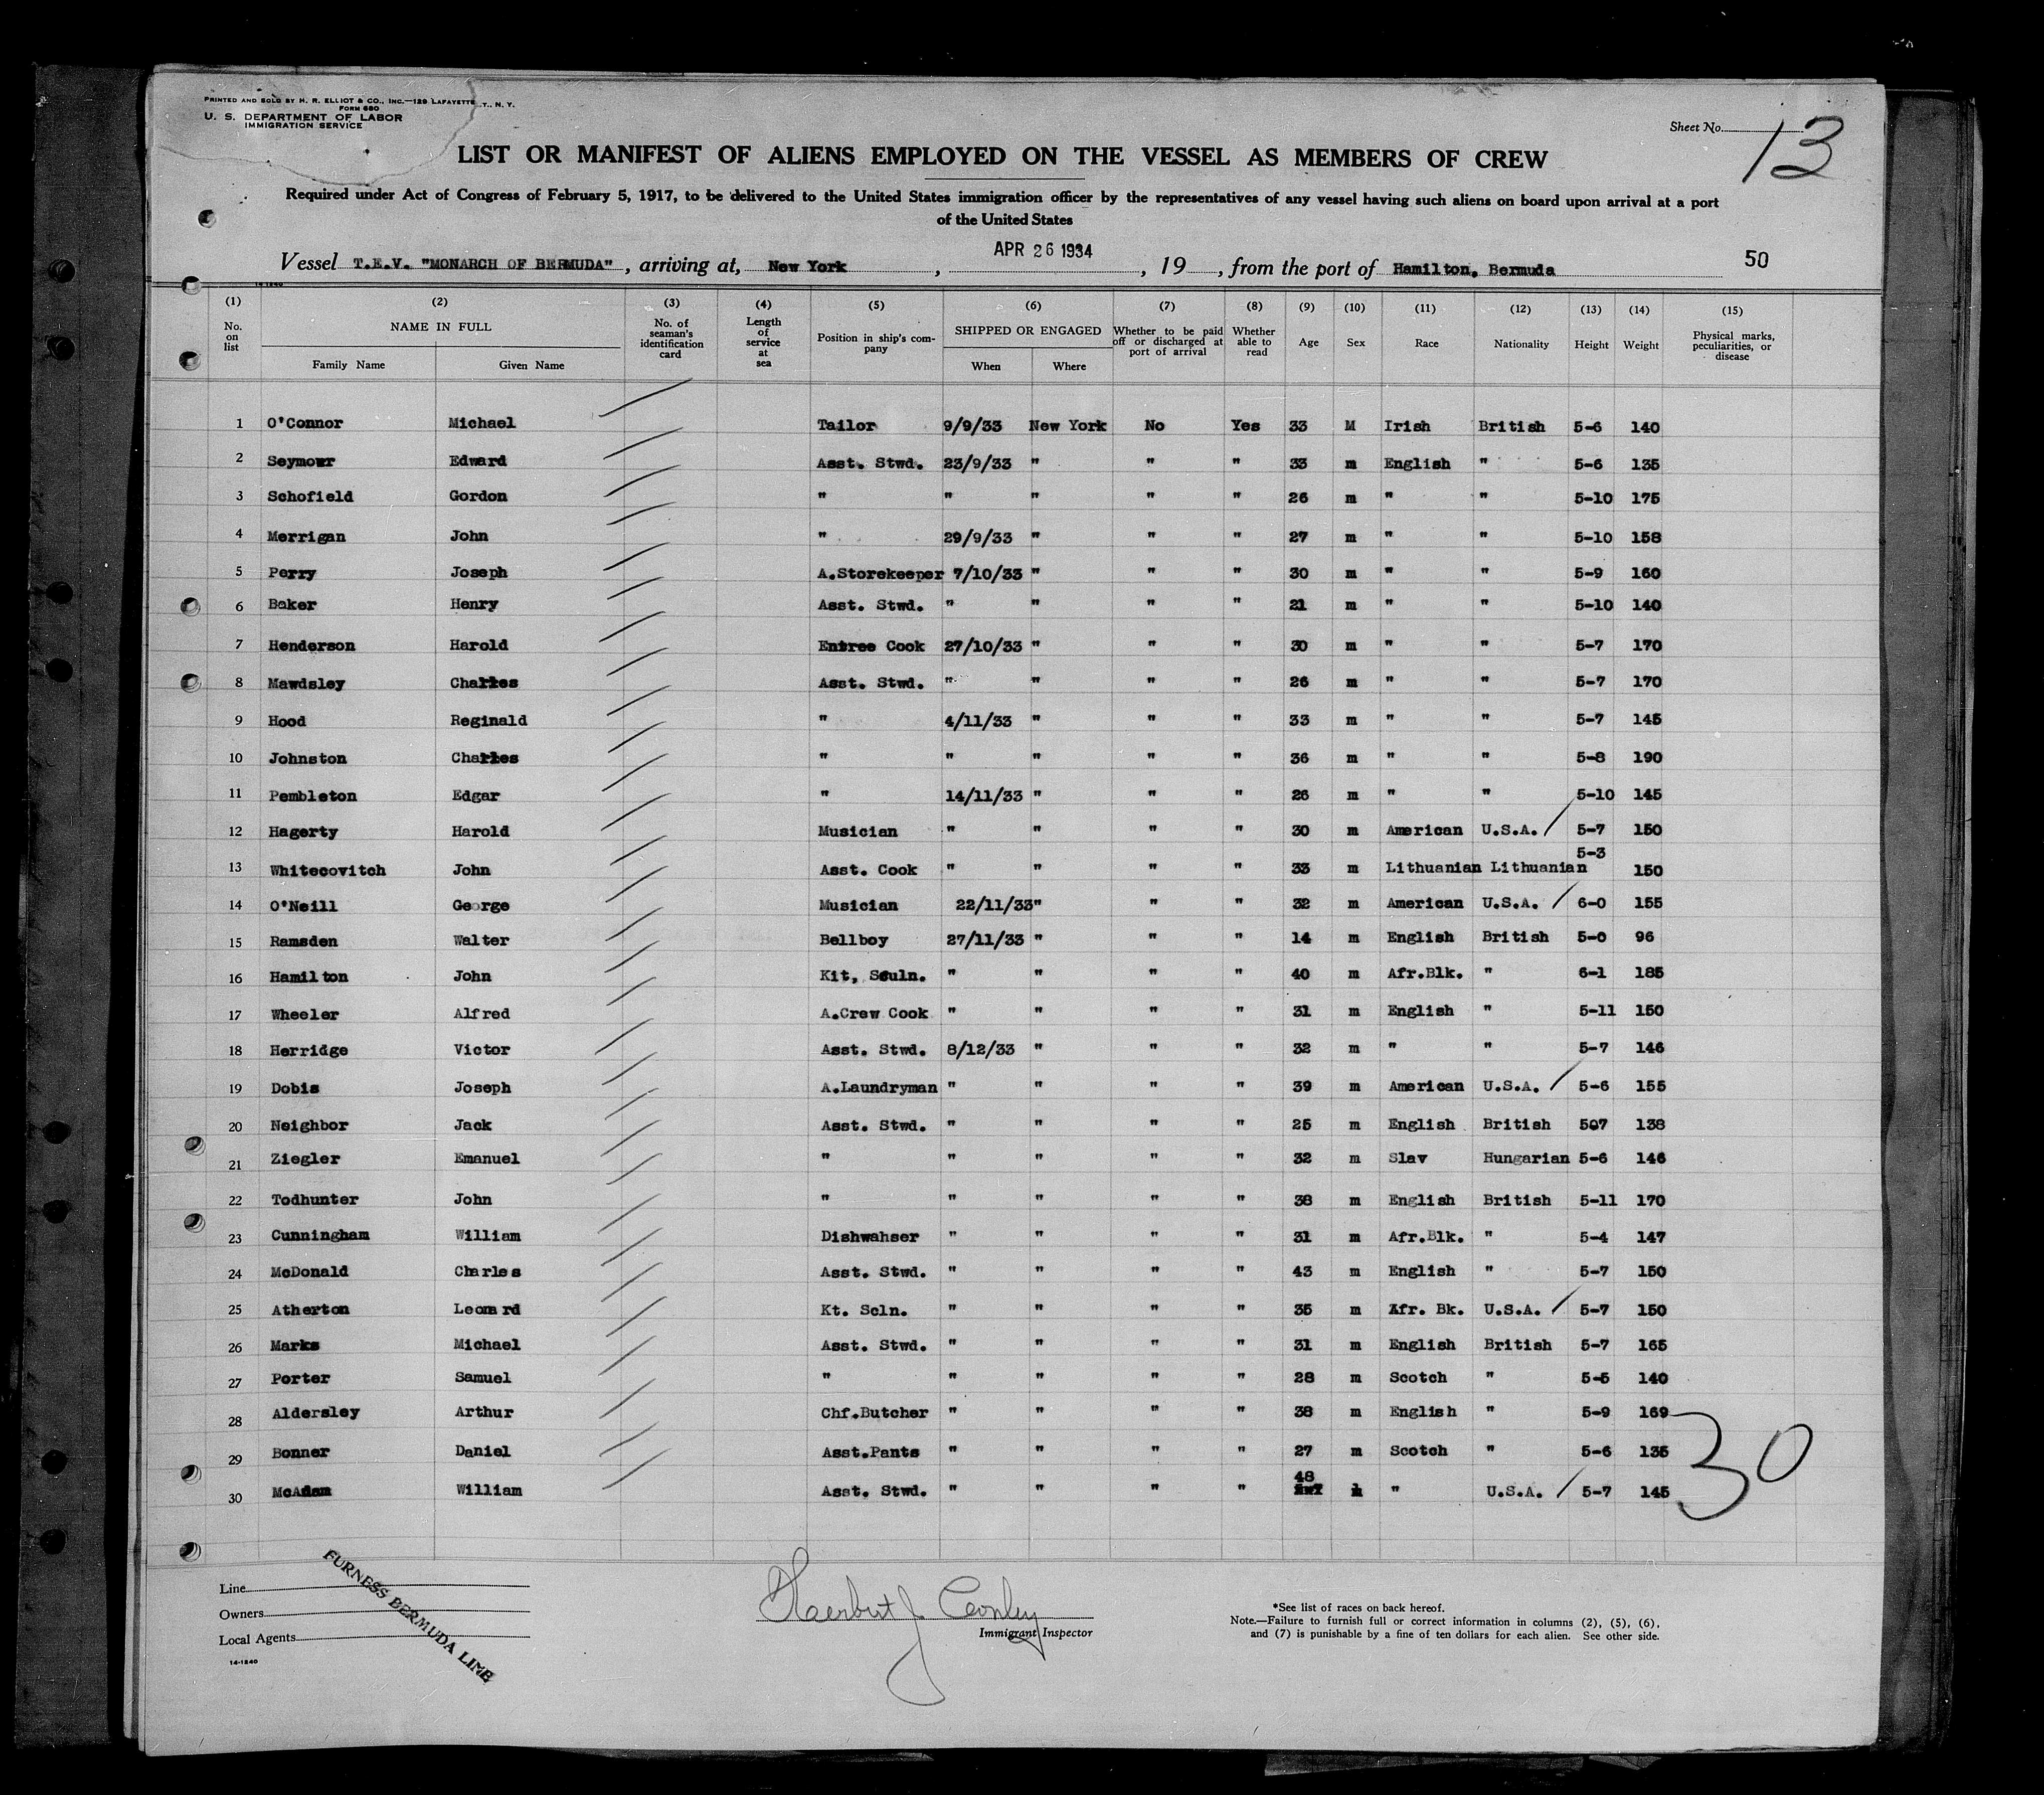 PRINTED AND SOLD BY H. R. ELLIOT & CO., INC.—129 LAFAYETTE T., N. Y.
FORM 680
U. S. DEPARTMENT OF LABOR
IMMIGRATION SERVICE
Sheet No. 13
LIST OR MANIFEST OF ALIENS EMPLOYED ON THE VESSEL AS MEMBERS OF CREW
Required under Act of Congress of February 5, 1917, to be delivered to the United States immigration officer by the representatives of any vessel having such aliens on board upon arrival at a port
of the United States
Vessel T.E.V. "MONARCH OF BERMUDA", arriving at, New York, APR 26 1934, 19, from the port of Hamilton, Bermuda 50
14-1240
(1) (2) (3) (4) (5) (6) (7) (8) (9) (10) (11) (12) (13) (14) (15)
No. on list NAME IN FULL Family Name Given Name No. of seaman's identification card Length of service at sea Position in ship's company SHIPPED OR ENGAGED When Where Whether to be paid off or discharged at port of arrival Whether able to read Age Sex Race Nationality Height Weight Physical marks, peculiarities, or disease
1 O'Connor Michael Tailor 9/9/33 New York No Yes 33 M Irish British 5-6 140
2 Seymour Edward Asst. Stwd. 23/9/33 " " " 33 m English " 5-6 135
3 Schofield Gordon " " " " " 26 m " " 5-10 175
4 Merrigan John " 29/9/33 " " " 27 m " " 5-10 158
5 Perry Joseph A.Storekeeper 7/10/33 " " " 30 m " " 5-9 160
6 Baker Henry Asst. Stwd. " " " " 21 m " " 5-10 140
7 Henderson Harold Entree Cook 27/10/33 " " " 30 m " " 5-7 170
8 Mawdsley Charles Asst. Stwd. " " " " 26 m " " 5-7 170
9 Hood Reginald " 4/11/33 " " " 33 m " " 5-7 145
10 Johnston Charles " " " " " 36 m " " 5-8 190
11 Pembleton Edgar " 14/11/33 " " " 26 m " " 5-10 145
12 Hagerty Harold Musician " " " " 30 m American U.S.A. 5-7 150
13 Whitecovitch John Asst. Cook " " " " 33 m Lithuanian Lithuanian 5-3 150
14 O'Neill George Musician 22/11/33 " " " 32 m American U.S.A. 6-0 155
15 Ramsden Walter Bellboy 27/11/33 " " " 14 m English British 5-0 96
16 Hamilton John Kit, Sculn. " " " " 40 m Afr.Blk. " 6-1 185
17 Wheeler Alfred A.Crew Cook " " " " 31 m English " 5-11 150
18 Herridge Victor Asst. Stwd. 8/12/33 " " " 32 m " " 5-7 146
19 Dobis Joseph A.Laundryman " " " " 39 m American U.S.A. 5-6 155
20 Neighbor Jack Asst. Stwd. " " " " 25 m English British 507 138
21 Ziegler Emanuel " " " " " 32 m Slav Hungarian 5-6 146
22 Todhunter John " " " " " 38 m English British 5-11 170
23 Cunningham William Dishwahser " " " " 31 m Afr.Blk. " 5-4 147
24 McDonald Charles Asst. Stwd. " " " " 43 m English " 5-7 150
25 Atherton Leonard Kt. Scln. " " " " 35 m Afr. Bk. U.S.A. 5-7 150
26 Marks Michael Asst. Stwd. " " " " 31 m English British 5-7 165
27 Porter Samuel " " " " " 28 m Scotch " 5-5 140
28 Aldersley Arthur Chf.Butcher " " " " 38 m English " 5-9 169
29 Bonner Daniel Asst.Pants " " " " 27 m Scotch " 5-6 135
30 McAdam William Asst. Stwd. " " " " 48 " U.S.A. 5-7 145
30
Line
Owners
Local Agents
FURNESS BERMUDA LINE
14-1240
Immigrant Inspector
*See list of races on back hereof.
Note.—Failure to furnish full or correct information in columns (2), (5), (6),
and (7) is punishable by a fine of ten dollars for each alien. See other side.